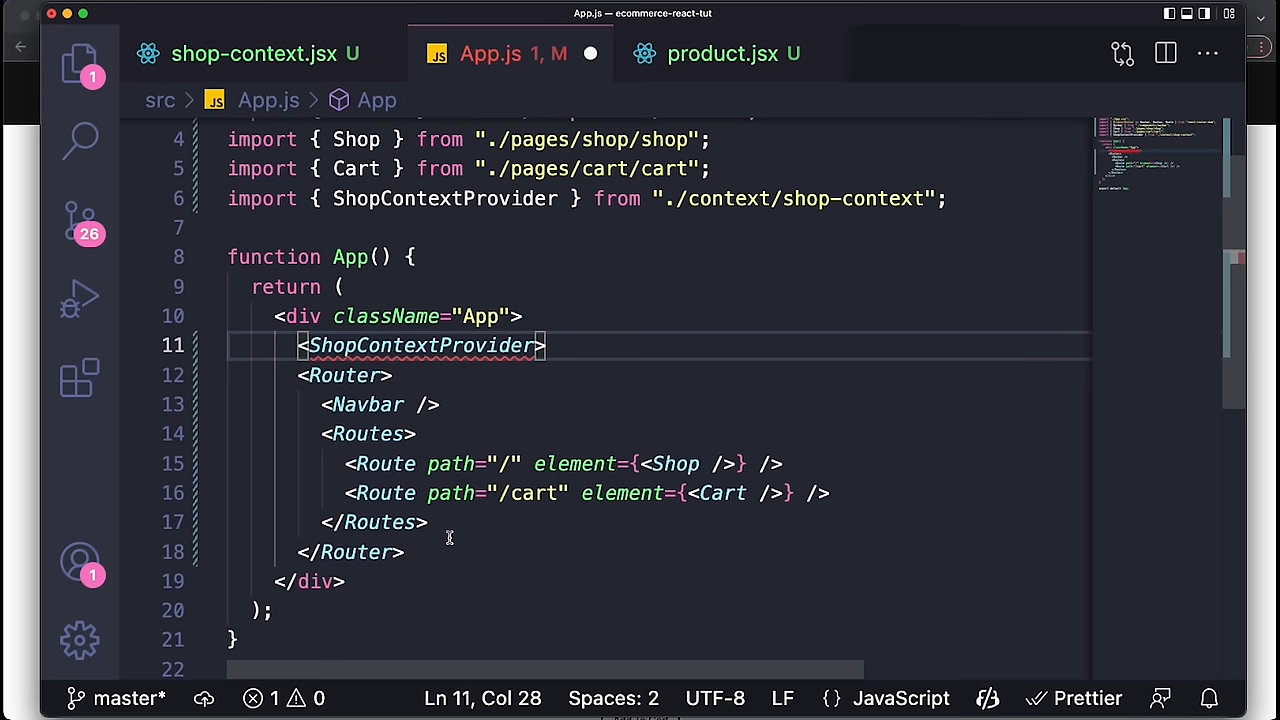 App.js — ecommerce-react-tut
shop-context.jsx U
JS App.js 1, M
product.jsx U
src > JS App.js > App
4 import { Shop } from "./pages/shop/shop";
5 import { Cart } from "./pages/cart/cart";
6 import { ShopContextProvider } from "./context/shop-context";
7
8 function App() {
9 return (
10 <div className="App">
11 <ShopContextProvider>
12 <Router>
13 <Navbar />
14 <Routes>
15 <Route path="/" element={<Shop />} />
16 <Route path="/cart" element={<Cart />} />
17 </Routes>
18 </Router>
19 </div>
20 );
21 }
22
1
26
1
master*
1 0
Ln 11, Col 28
Spaces: 2
UTF-8
LF
{} JavaScript
Prettier